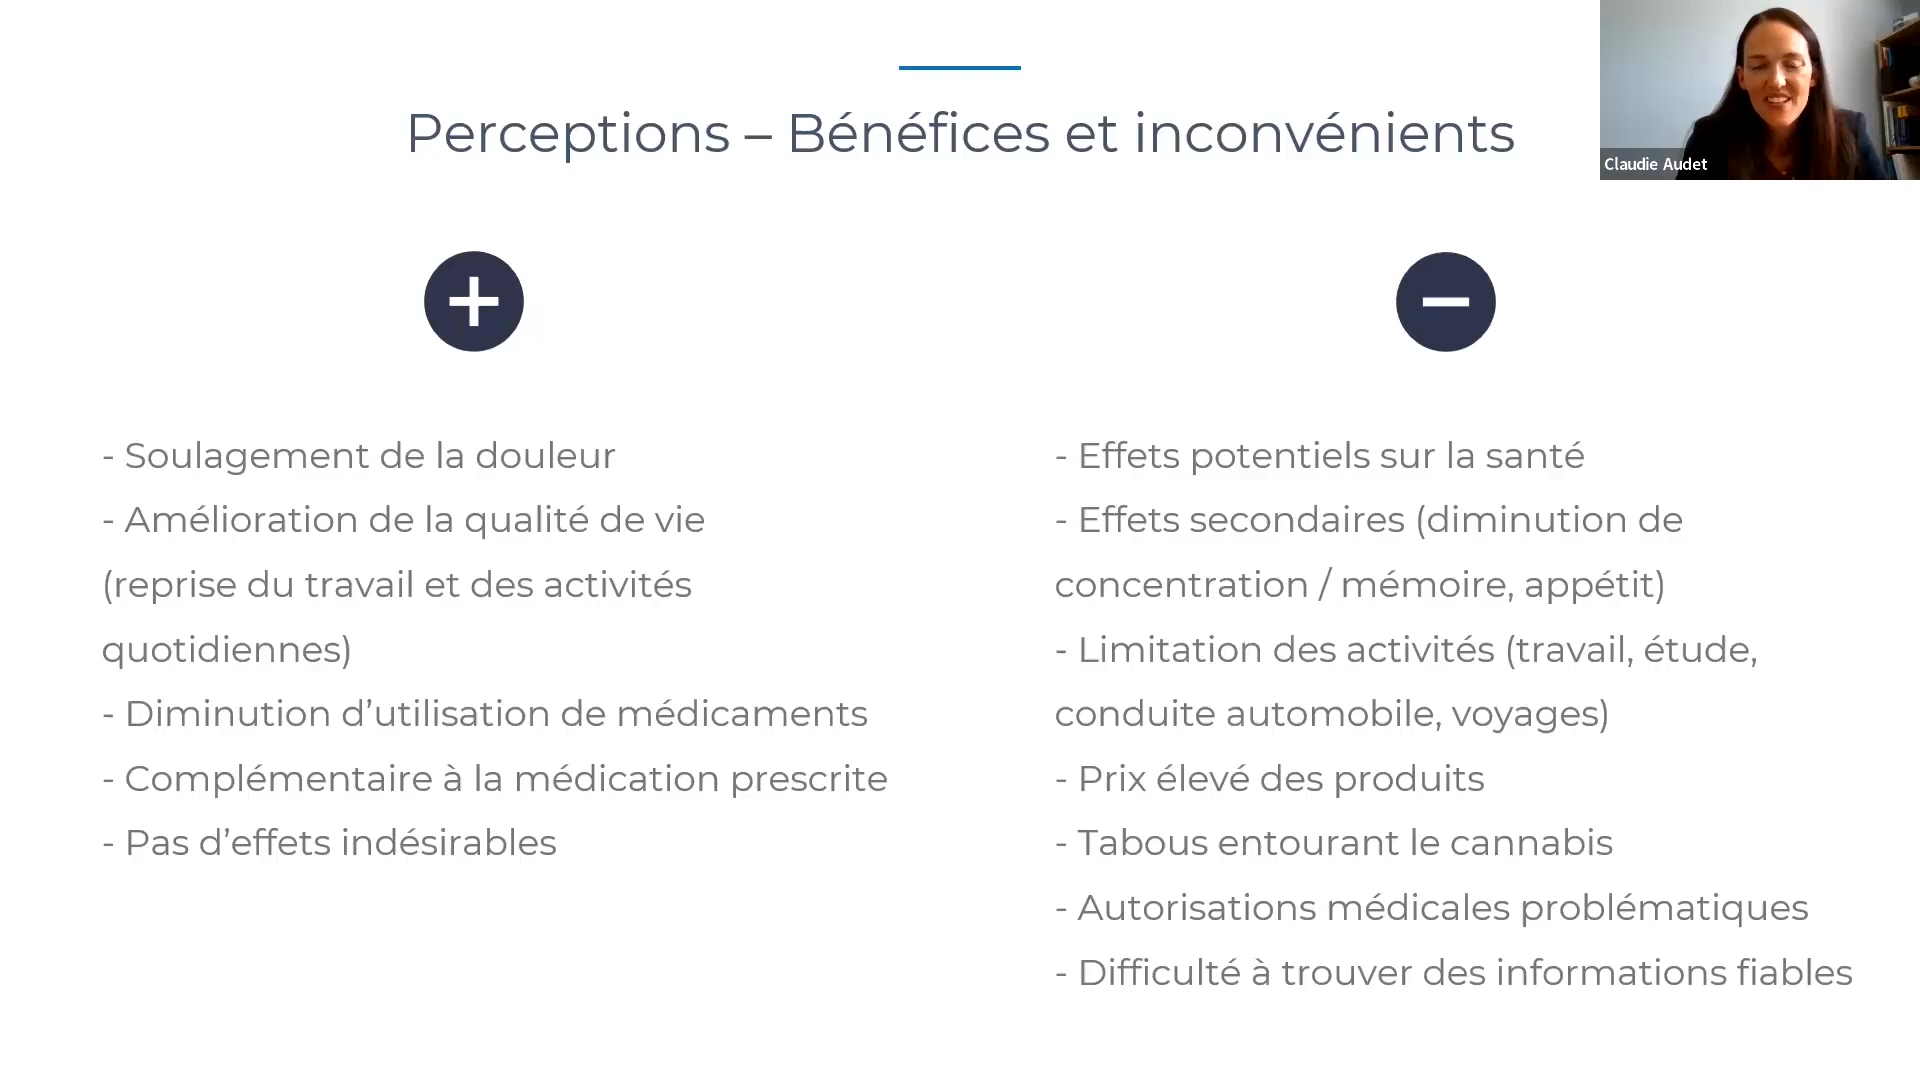 Perceptions – Bénéfices et inconvénients
Claudie Audet
- Soulagement de la douleur
- Amélioration de la qualité de vie
(reprise du travail et des activités
quotidiennes)
- Diminution d’utilisation de médicaments
- Complémentaire à la médication prescrite
- Pas d’effets indésirables
- Effets potentiels sur la santé
- Effets secondaires (diminution de
concentration / mémoire, appétit)
- Limitation des activités (travail, étude,
conduite automobile, voyages)
- Prix élevé des produits
- Tabous entourant le cannabis
- Autorisations médicales problématiques
- Difficulté à trouver des informations fiables